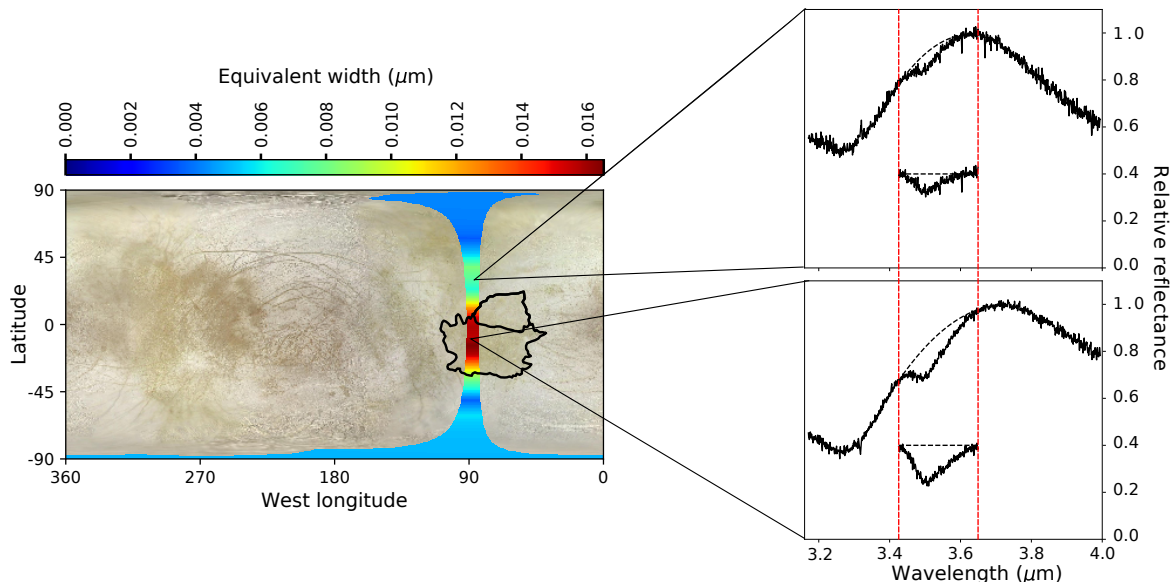 Equivalent width (μm)
0.000 0.002 0.004 0.006 0.008 0.010 0.012 0.014 0.016
90
45
0
-45
-90
Latitude
360 270 180 90 0
West longitude
1.0
0.8
0.6
0.4
0.2
0.0
1.0
0.8
0.6
0.4
0.2
0.0
Relative reflectance
3.2 3.4 3.6 3.8 4.0
Wavelength (μm)